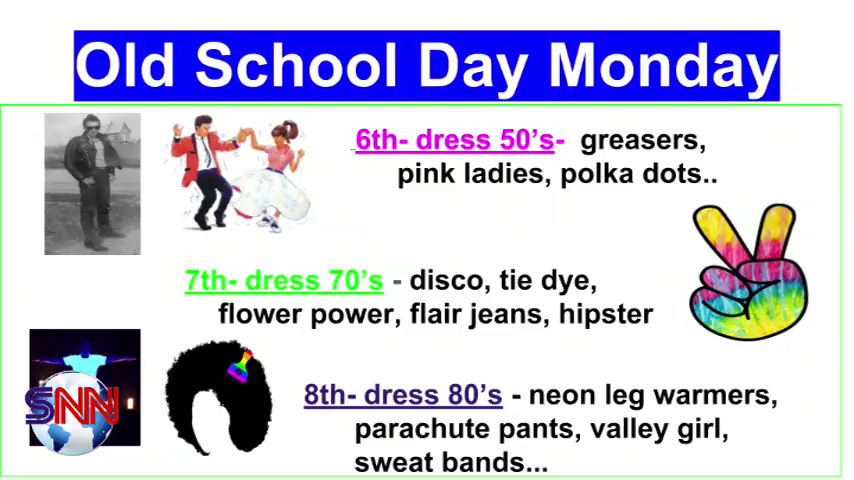 Old School Day Monday
6th- dress 50's- greasers,
pink ladies, polka dots..
7th- dress 70's - disco, tie dye,
flower power, flair jeans, hipster
8th- dress 80's - neon leg warmers,
parachute pants, valley girl,
sweat bands...
SNN